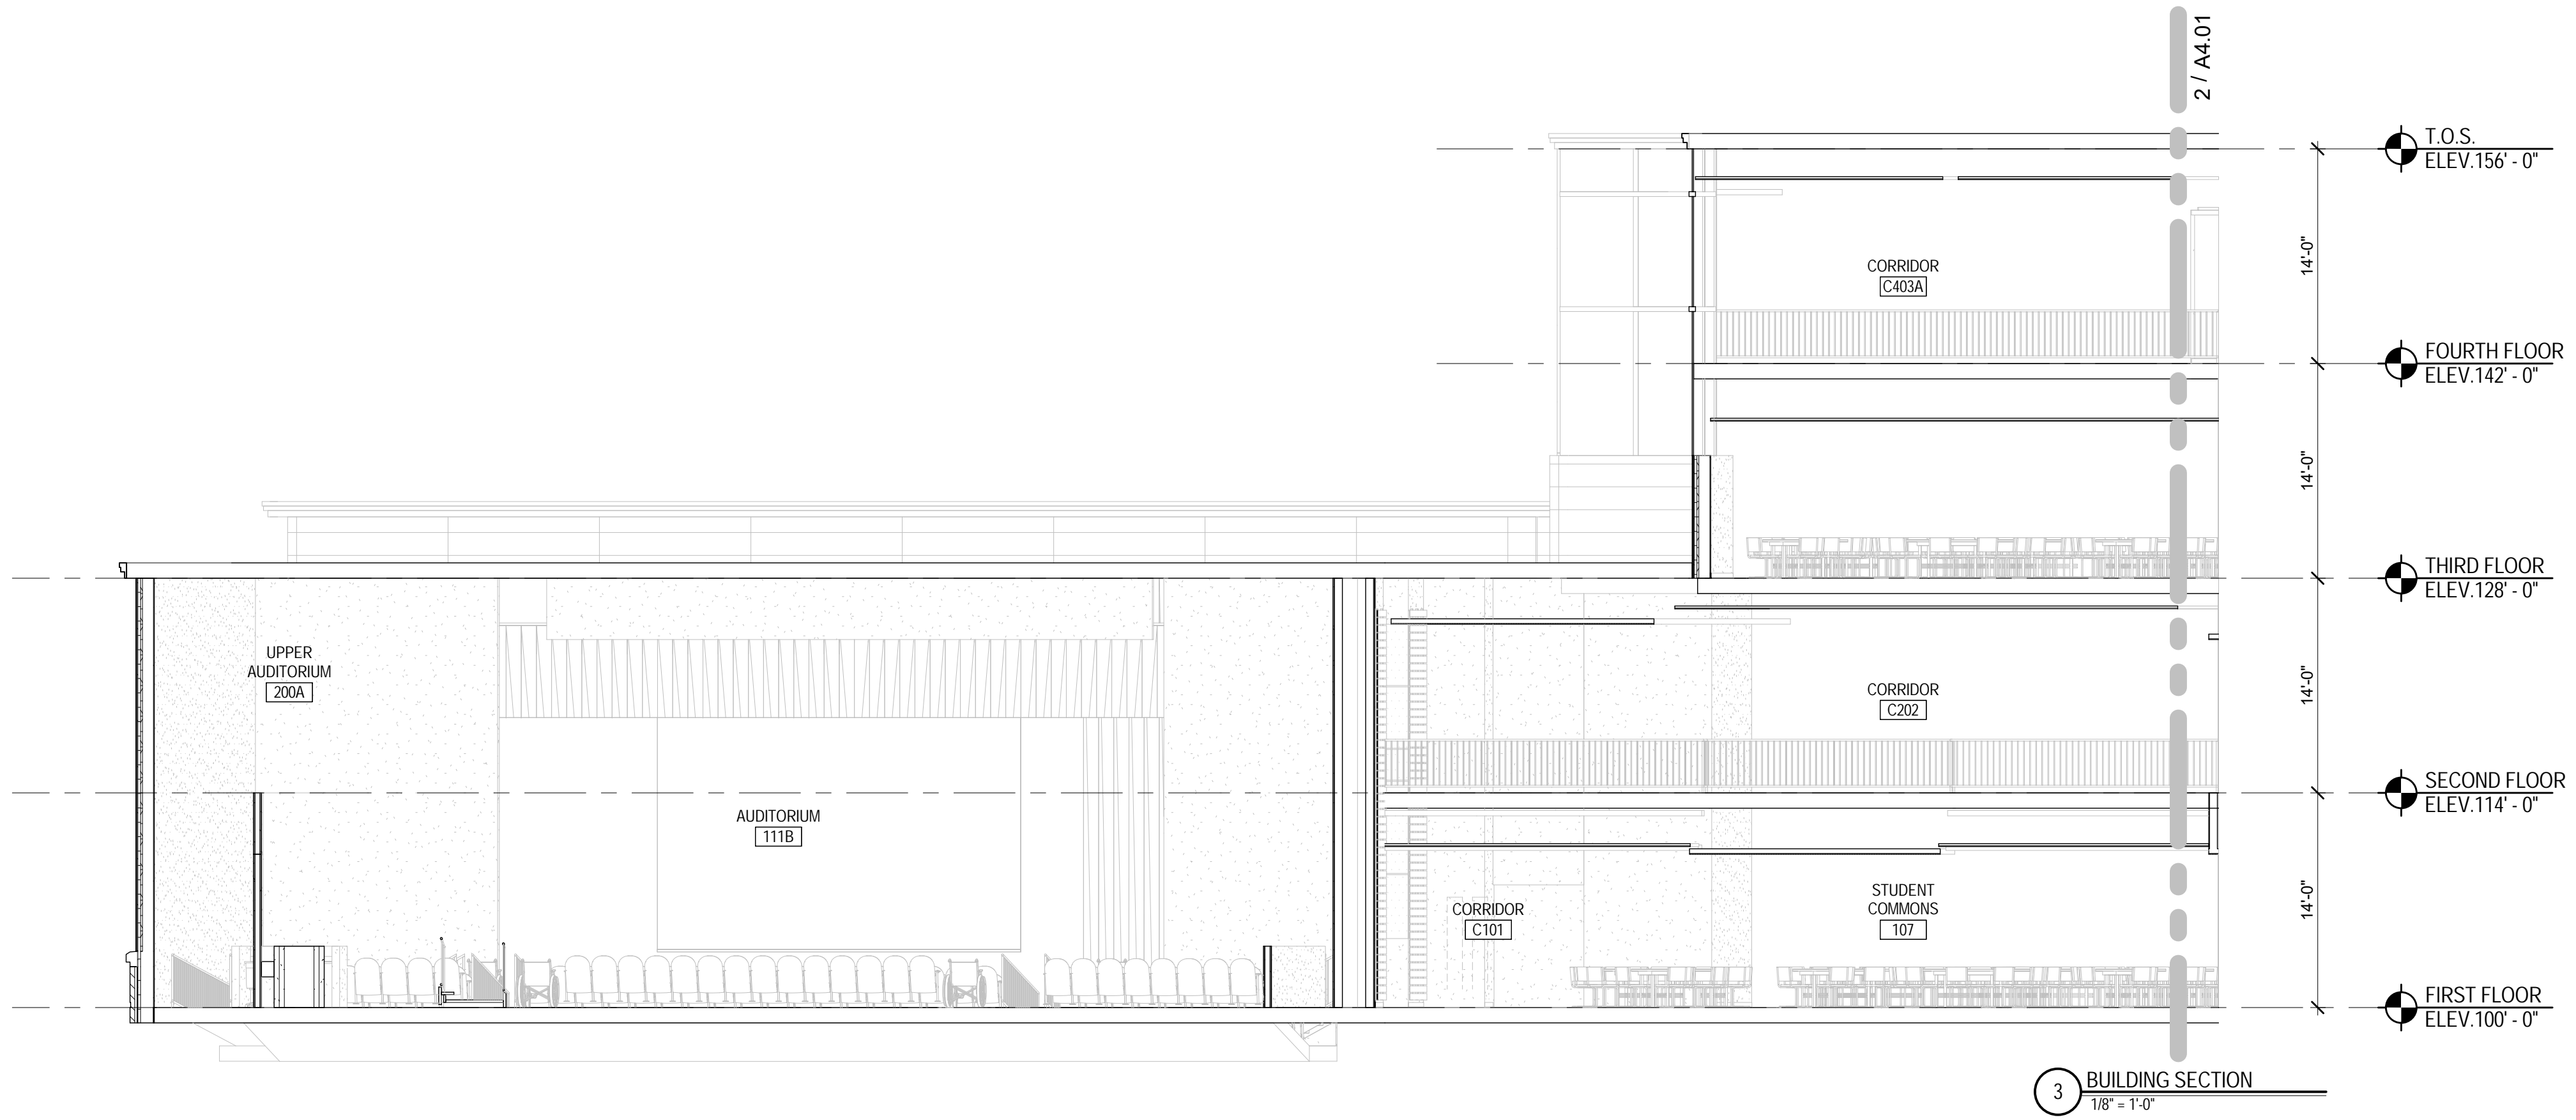 2 / A4.01
T.O.S.
ELEV.156' - 0"
14'-0"
CORRIDOR
C403A
FOURTH FLOOR
ELEV.142' - 0"
14'-0"
THIRD FLOOR
ELEV.128' - 0"
UPPER
AUDITORIUM
200A
CORRIDOR
C202
14'-0"
SECOND FLOOR
ELEV.114' - 0"
AUDITORIUM
111B
CORRIDOR
C101
STUDENT
COMMONS
107
14'-0"
FIRST FLOOR
ELEV.100' - 0"
3
BUILDING SECTION
1/8" = 1'-0"